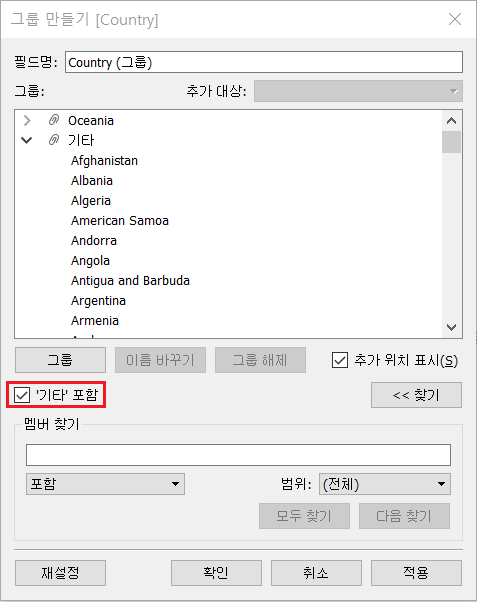 그룹 만들기 [Country]
필드명: Country (그룹)
그룹: 추가 대상:
Oceania
기타
Afghanistan
Albania
Algeria
American Samoa
Andorra
Angola
Antigua and Barbuda
Argentina
Armenia
그룹 이름 바꾸기 그룹 해제 추가 위치 표시(S)
'기타' 포함 << 찾기
멤버 찾기
포함 범위: (전체)
모두 찾기 다음 찾기
재설정 확인 취소 적용